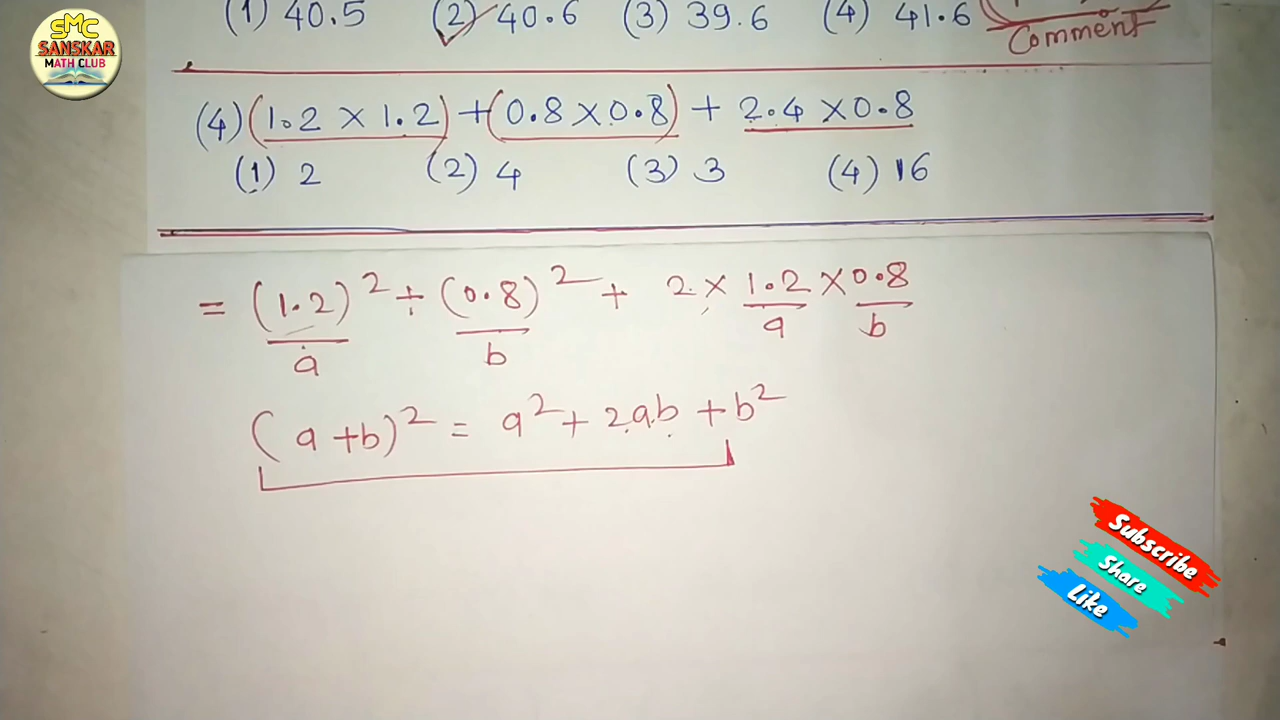 SMC
SANSKAR
MATH CLUB
(1) 40.5 (2) 40.6 (3) 39.6 (4) 41.6
Comment
(4) (1.2 × 1.2) + (0.8 × 0.8) + 2.4 × 0.8
(1) 2 (2) 4 (3) 3 (4) 16
= (1.2)² + (0.8)² + 2 × 1.2 × 0.8
a b a b
(a + b)² = a² + 2ab + b²
Subscribe
Share
Like